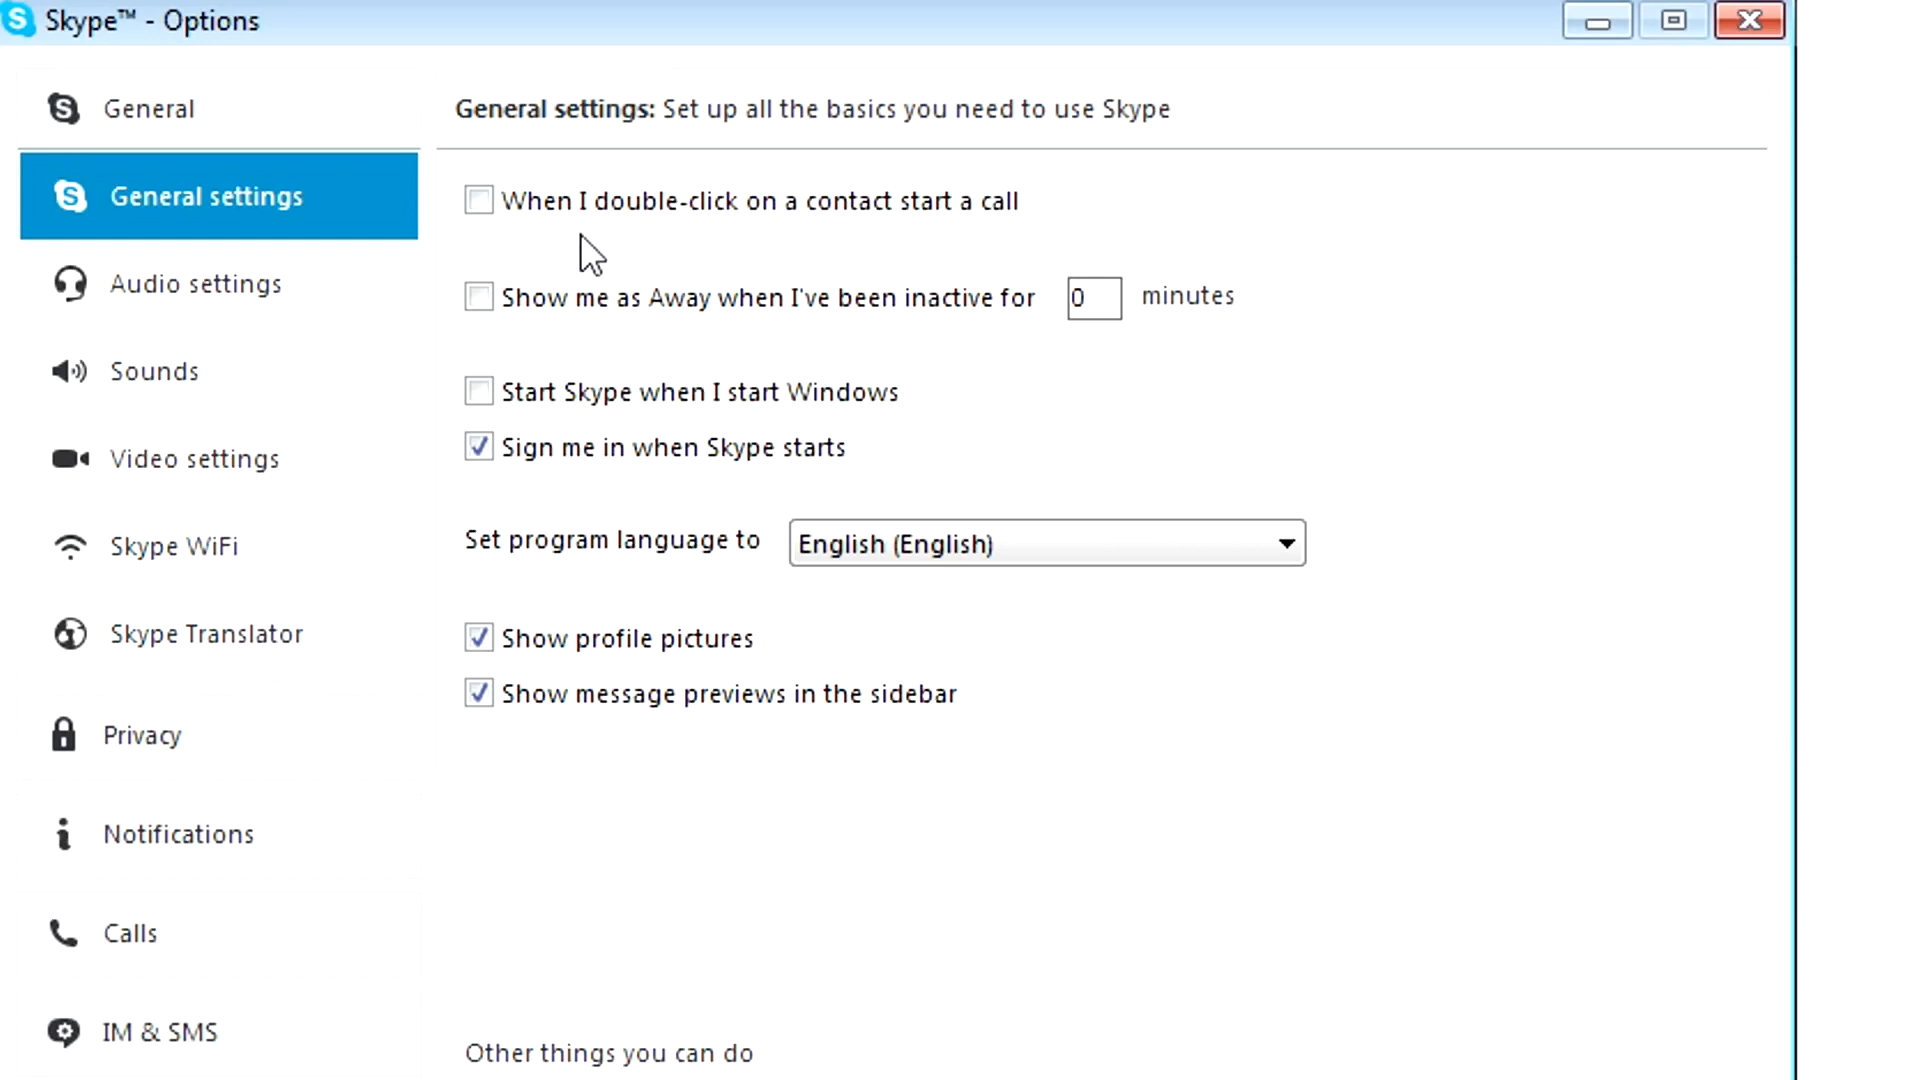 Skype™ - Options
General
General settings
Audio settings
Sounds
Video settings
Skype WiFi
Skype Translator
Privacy
Notifications
Calls
IM & SMS
General settings: Set up all the basics you need to use Skype
When I double-click on a contact start a call
Show me as Away when I've been inactive for 0 minutes
Start Skype when I start Windows
Sign me in when Skype starts
Set program language to English (English)
Show profile pictures
Show message previews in the sidebar
Other things you can do